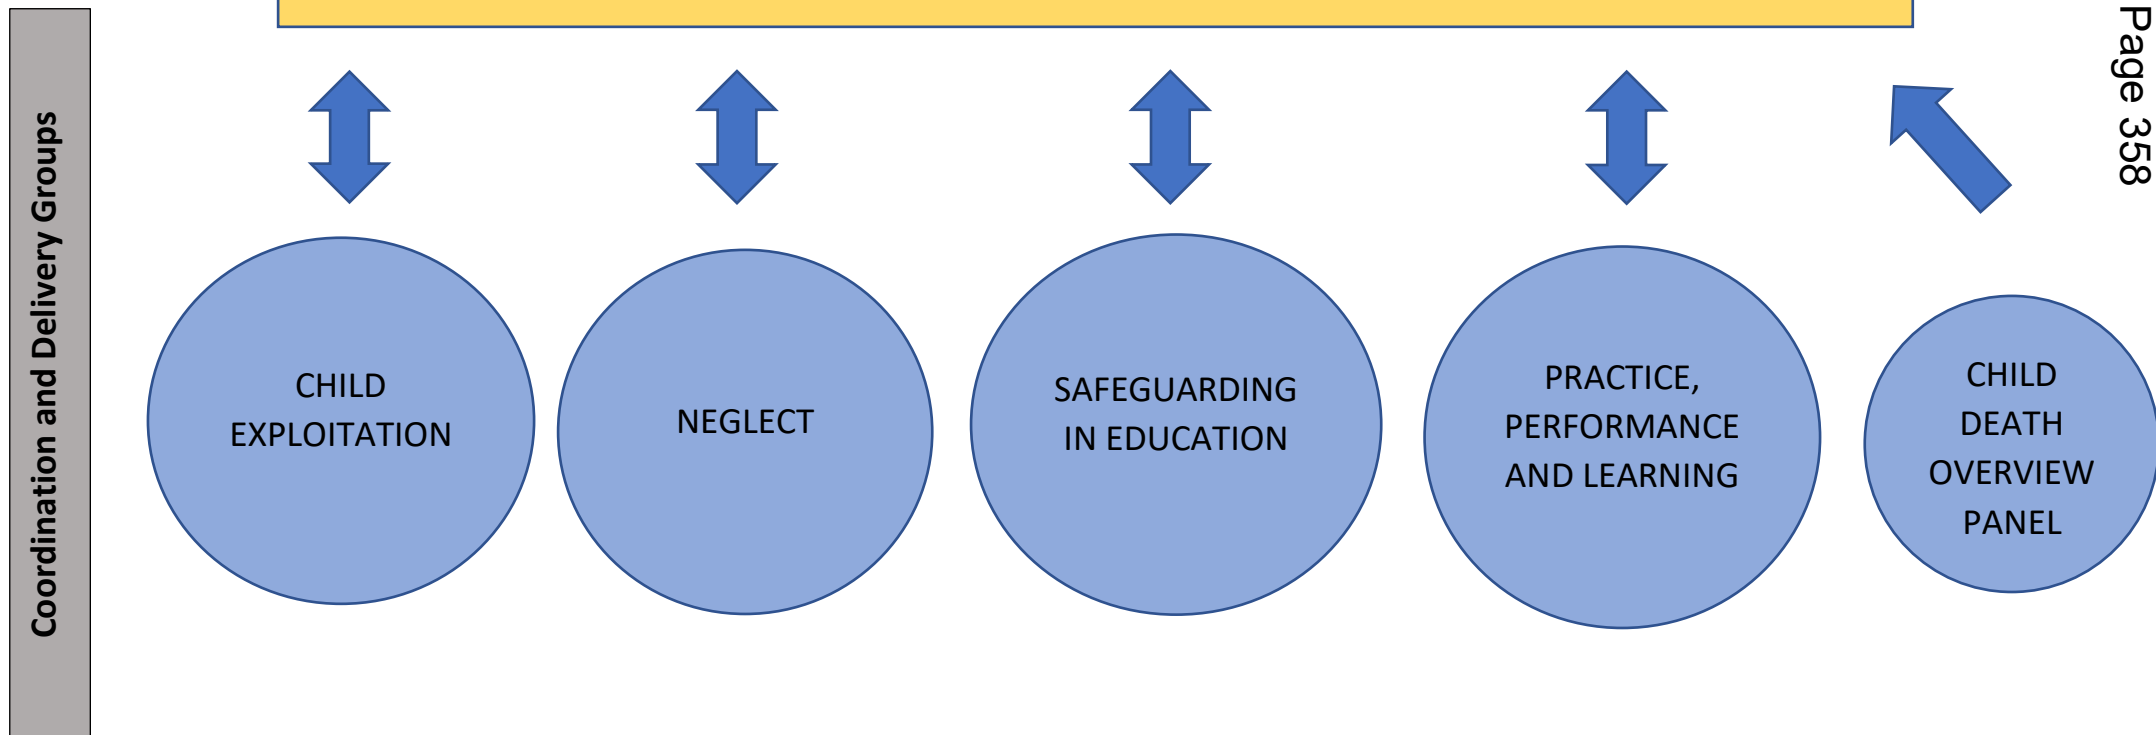 Page 358
Coordination and Delivery Groups
CHILD
EXPLOITATION
NEGLECT
SAFEGUARDING
IN EDUCATION
PRACTICE,
PERFORMANCE
AND LEARNING
CHILD
DEATH
OVERVIEW
PANEL